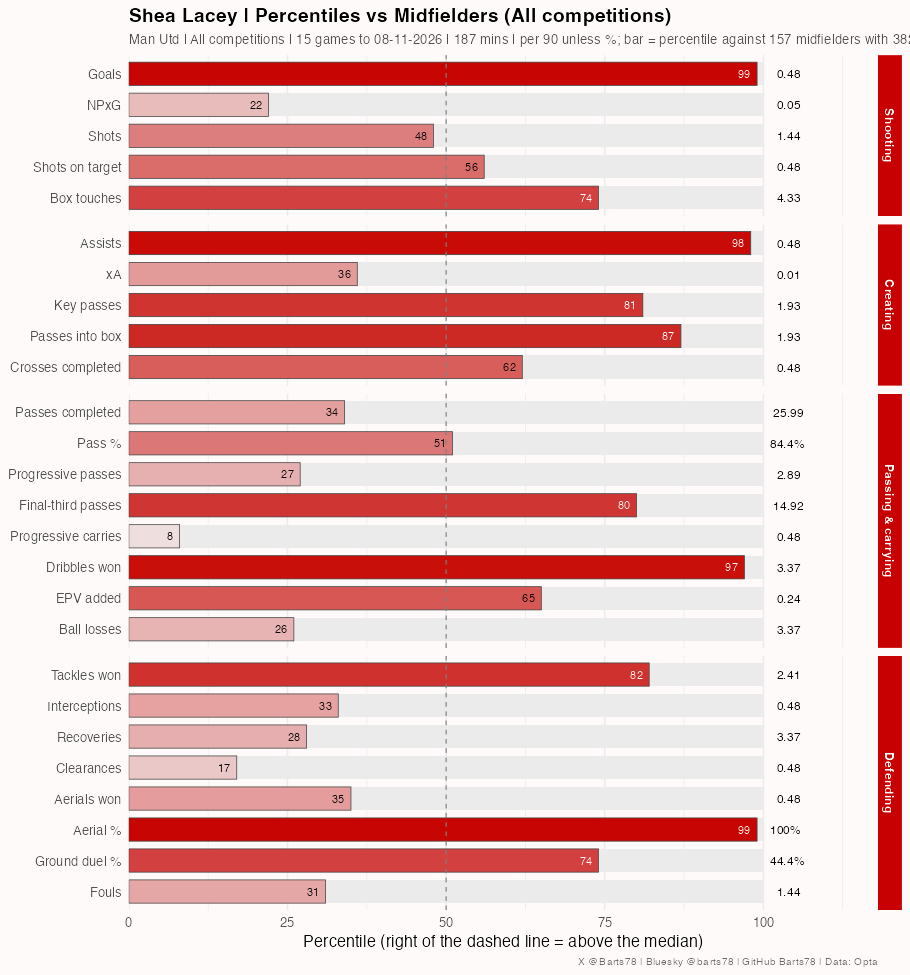 Shea Lacey | Percentiles vs Midfielders (All competitions)
Man Utd | All competitions | 15 games to 08-11-2026 | 187 mins | per 90 unless %; bar = percentile against 157 midfielders with 382
Shooting
Goals 99 0.48
NPxG 22 0.05
Shots 48 1.44
Shots on target 56 0.48
Box touches 74 4.33
Creating
Assists 98 0.48
xA 36 0.01
Key passes 81 1.93
Passes into box 87 1.93
Crosses completed 62 0.48
Passing & carrying
Passes completed 34 25.99
Pass % 51 84.4%
Progressive passes 27 2.89
Final-third passes 80 14.92
Progressive carries 8 0.48
Dribbles won 97 3.37
EPV added 65 0.24
Ball losses 26 3.37
Defending
Tackles won 82 2.41
Interceptions 33 0.48
Recoveries 28 3.37
Clearances 17 0.48
Aerials won 35 0.48
Aerial % 99 100%
Ground duel % 74 44.4%
Fouls 31 1.44
0 25 50 75 100
Percentile (right of the dashed line = above the median)
X @Barts78 | Bluesky @barts78 | GitHub Barts78 | Data: Opta